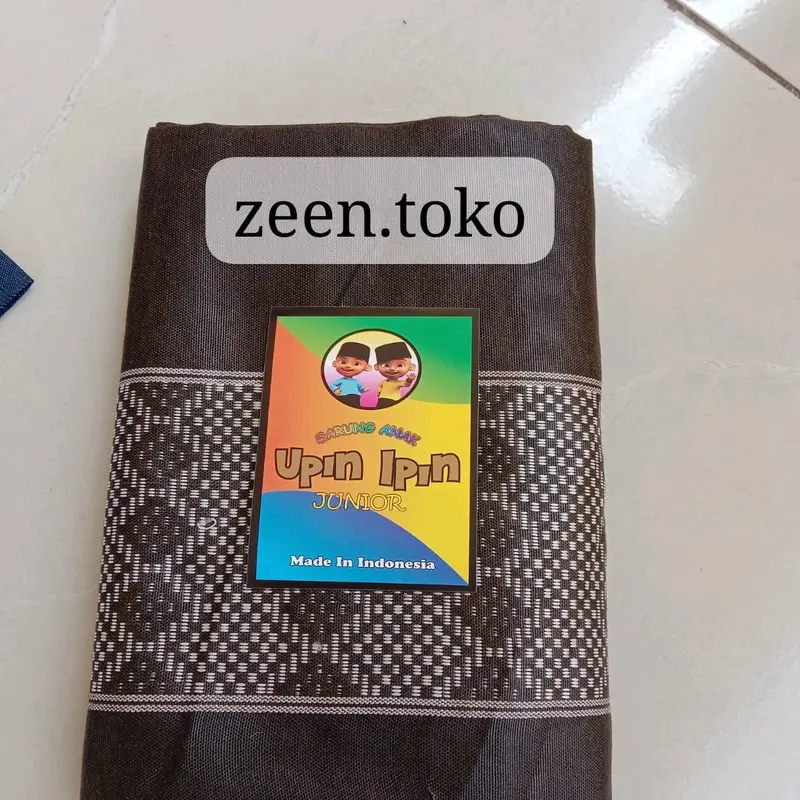 zeen.toko
SARUNG ANAK
Upin Ipin
JUNIOR
Made In Indonesia